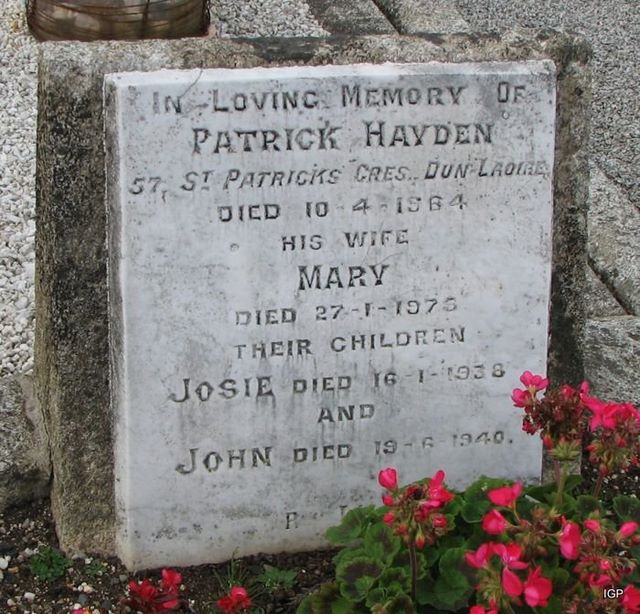 IN LOVING MEMORY OF
PATRICK HAYDEN
57, ST PATRICKS CRES. DUN-LAOIRE
DIED 10-4-1964
HIS WIFE
MARY
DIED 27-1-1975
THEIR CHILDREN
JOSIE DIED 16-1-1938
AND
JOHN DIED 19-6-1940.
R I
IGP